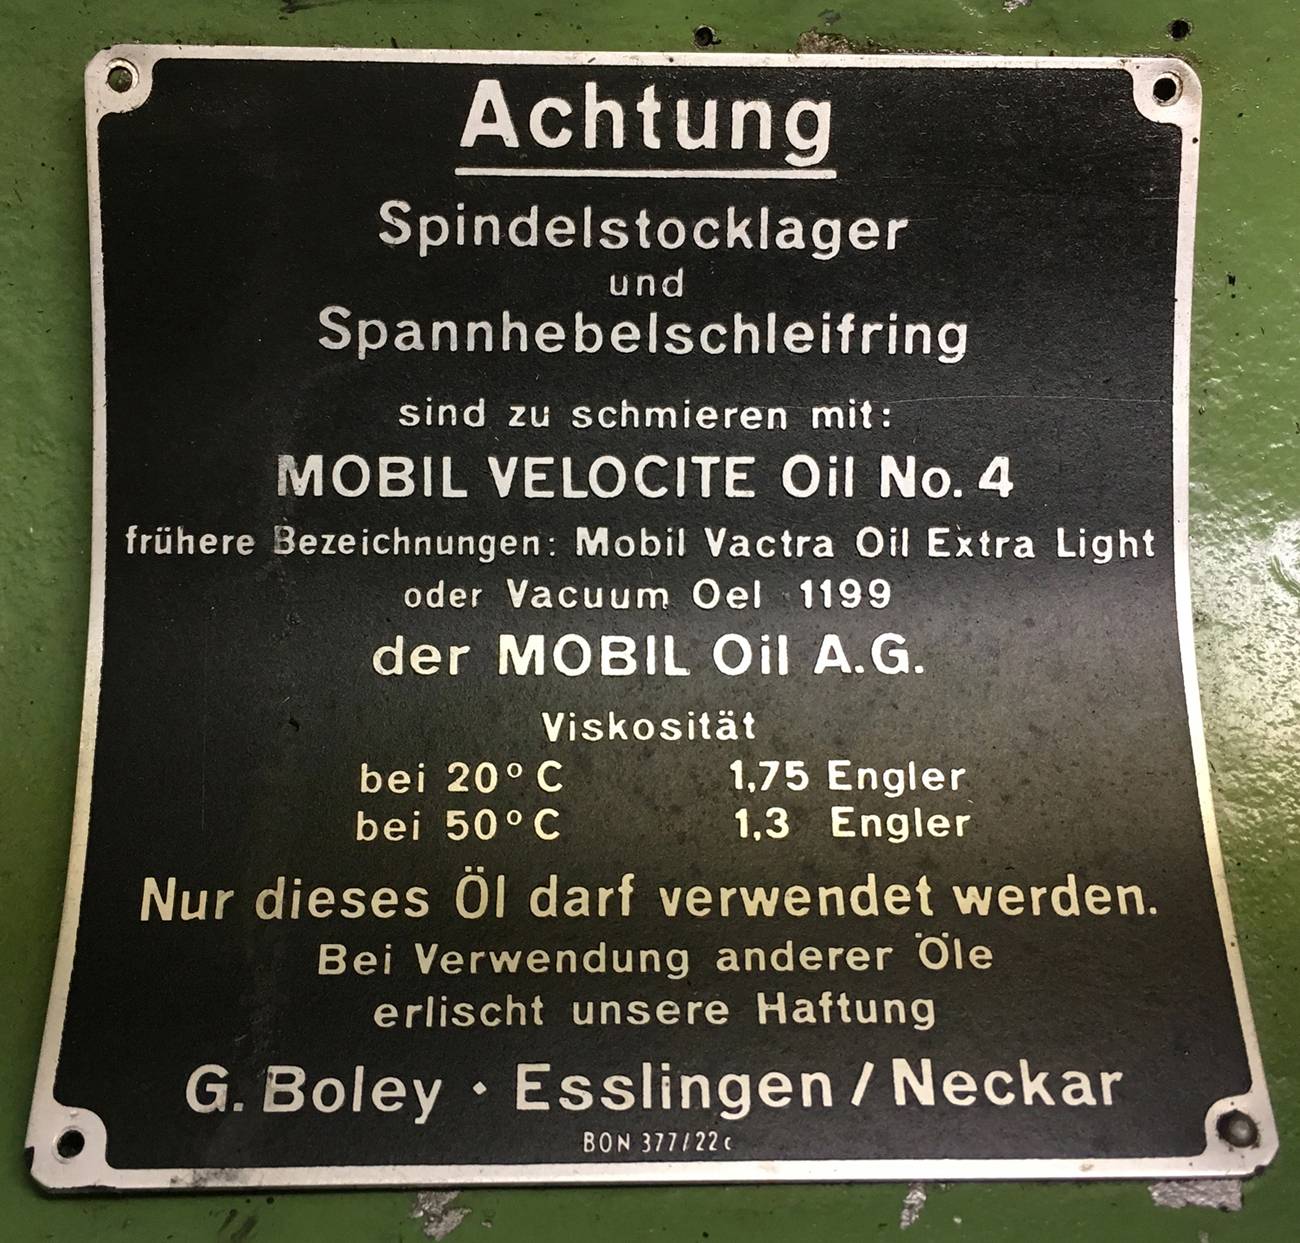 Achtung
Spindelstocklager
und
Spannhebelschleifring
sind zu schmieren mit:
MOBIL VELOCITE Oil No. 4
frühere Bezeichnungen: Mobil Vactra Oil Extra Light
oder Vacuum Oel 1199
der MOBIL Oil A.G.
Viskosität
bei 20° C 1,75 Engler
bei 50° C 1,3 Engler
Nur dieses Öl darf verwendet werden.
Bei Verwendung anderer Öle
erlischt unsere Haftung
G. Boley · Esslingen / Neckar
BON 377/22c